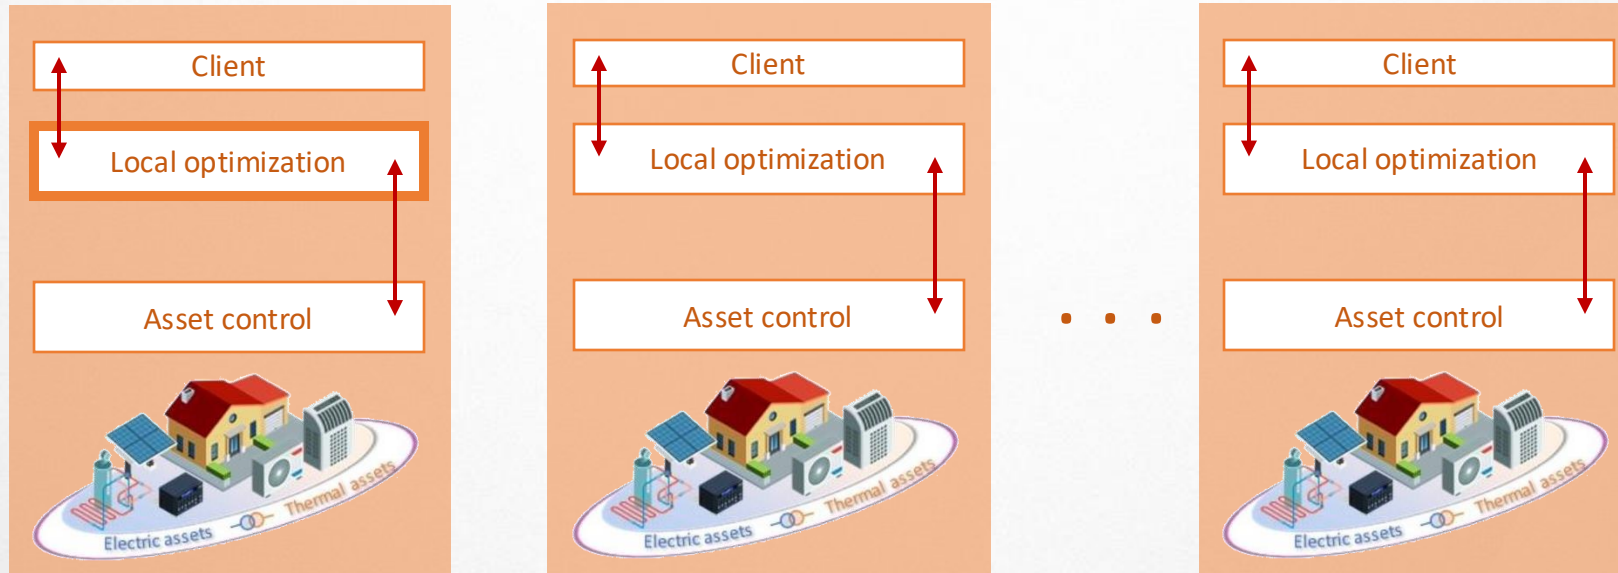 Client
Local optimization
Asset control
Electric assets
Thermal assets
Client
Local optimization
Asset control
Electric assets
Thermal assets
. . .
Client
Local optimization
Asset control
Electric assets
Thermal assets